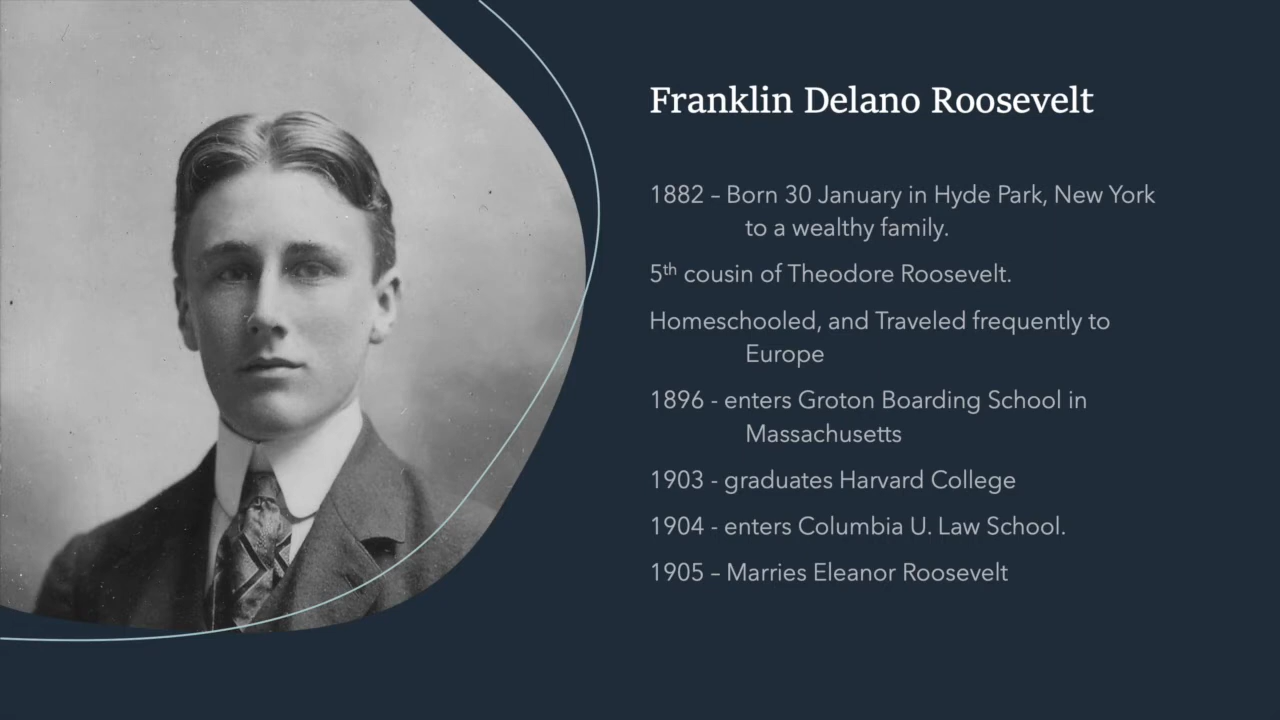 Franklin Delano Roosevelt
1882 – Born 30 January in Hyde Park, New York
to a wealthy family.
5th cousin of Theodore Roosevelt.
Homeschooled, and Traveled frequently to
Europe
1896 - enters Groton Boarding School in
Massachusetts
1903 - graduates Harvard College
1904 - enters Columbia U. Law School.
1905 – Marries Eleanor Roosevelt